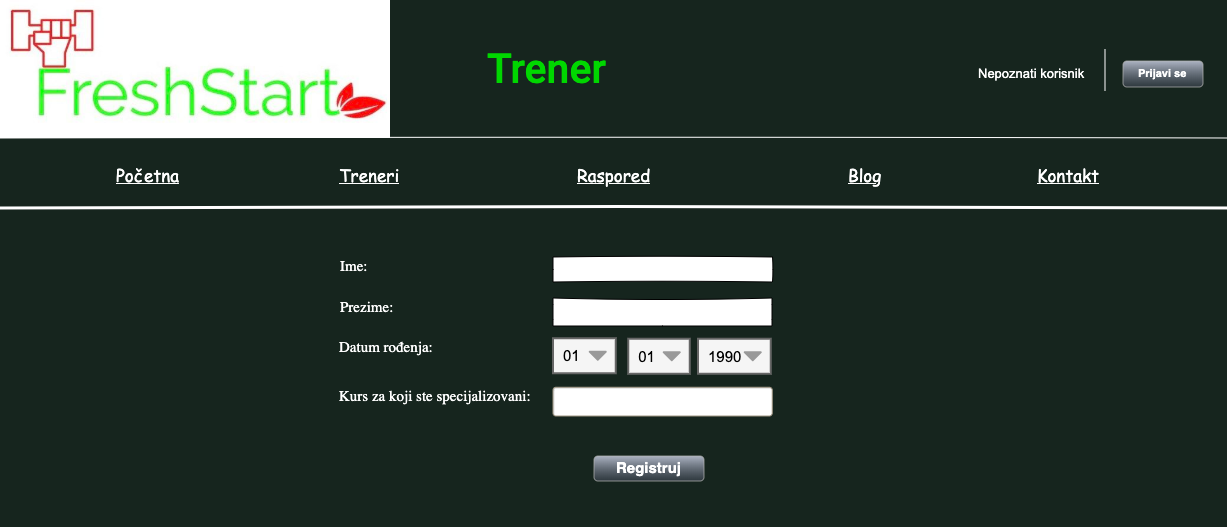 FreshStart
Trener
Nepoznati korisnik
Prijavi se
Početna
Treneri
Raspored
Blog
Kontakt
Ime:
Prezime:
Datum rođenja:
01
01
1990
Kurs za koji ste specijalizovani:
Registruj